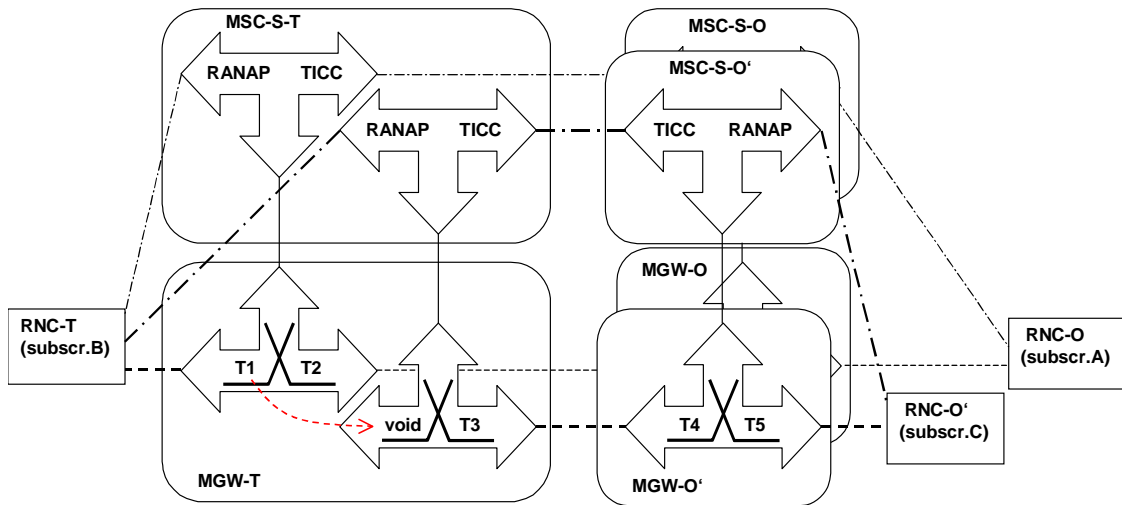 MSC-S-T
MSC-S-O
MSC-S-O‘
RANAP TICC
RANAP TICC
TICC RANAP
MGW-O
RNC-T
(subscr.B)
RNC-O
(subscr.A)
T1 T2
void T3
T4 T5
RNC-O‘
(subscr.C)
MGW-T
MGW-O‘